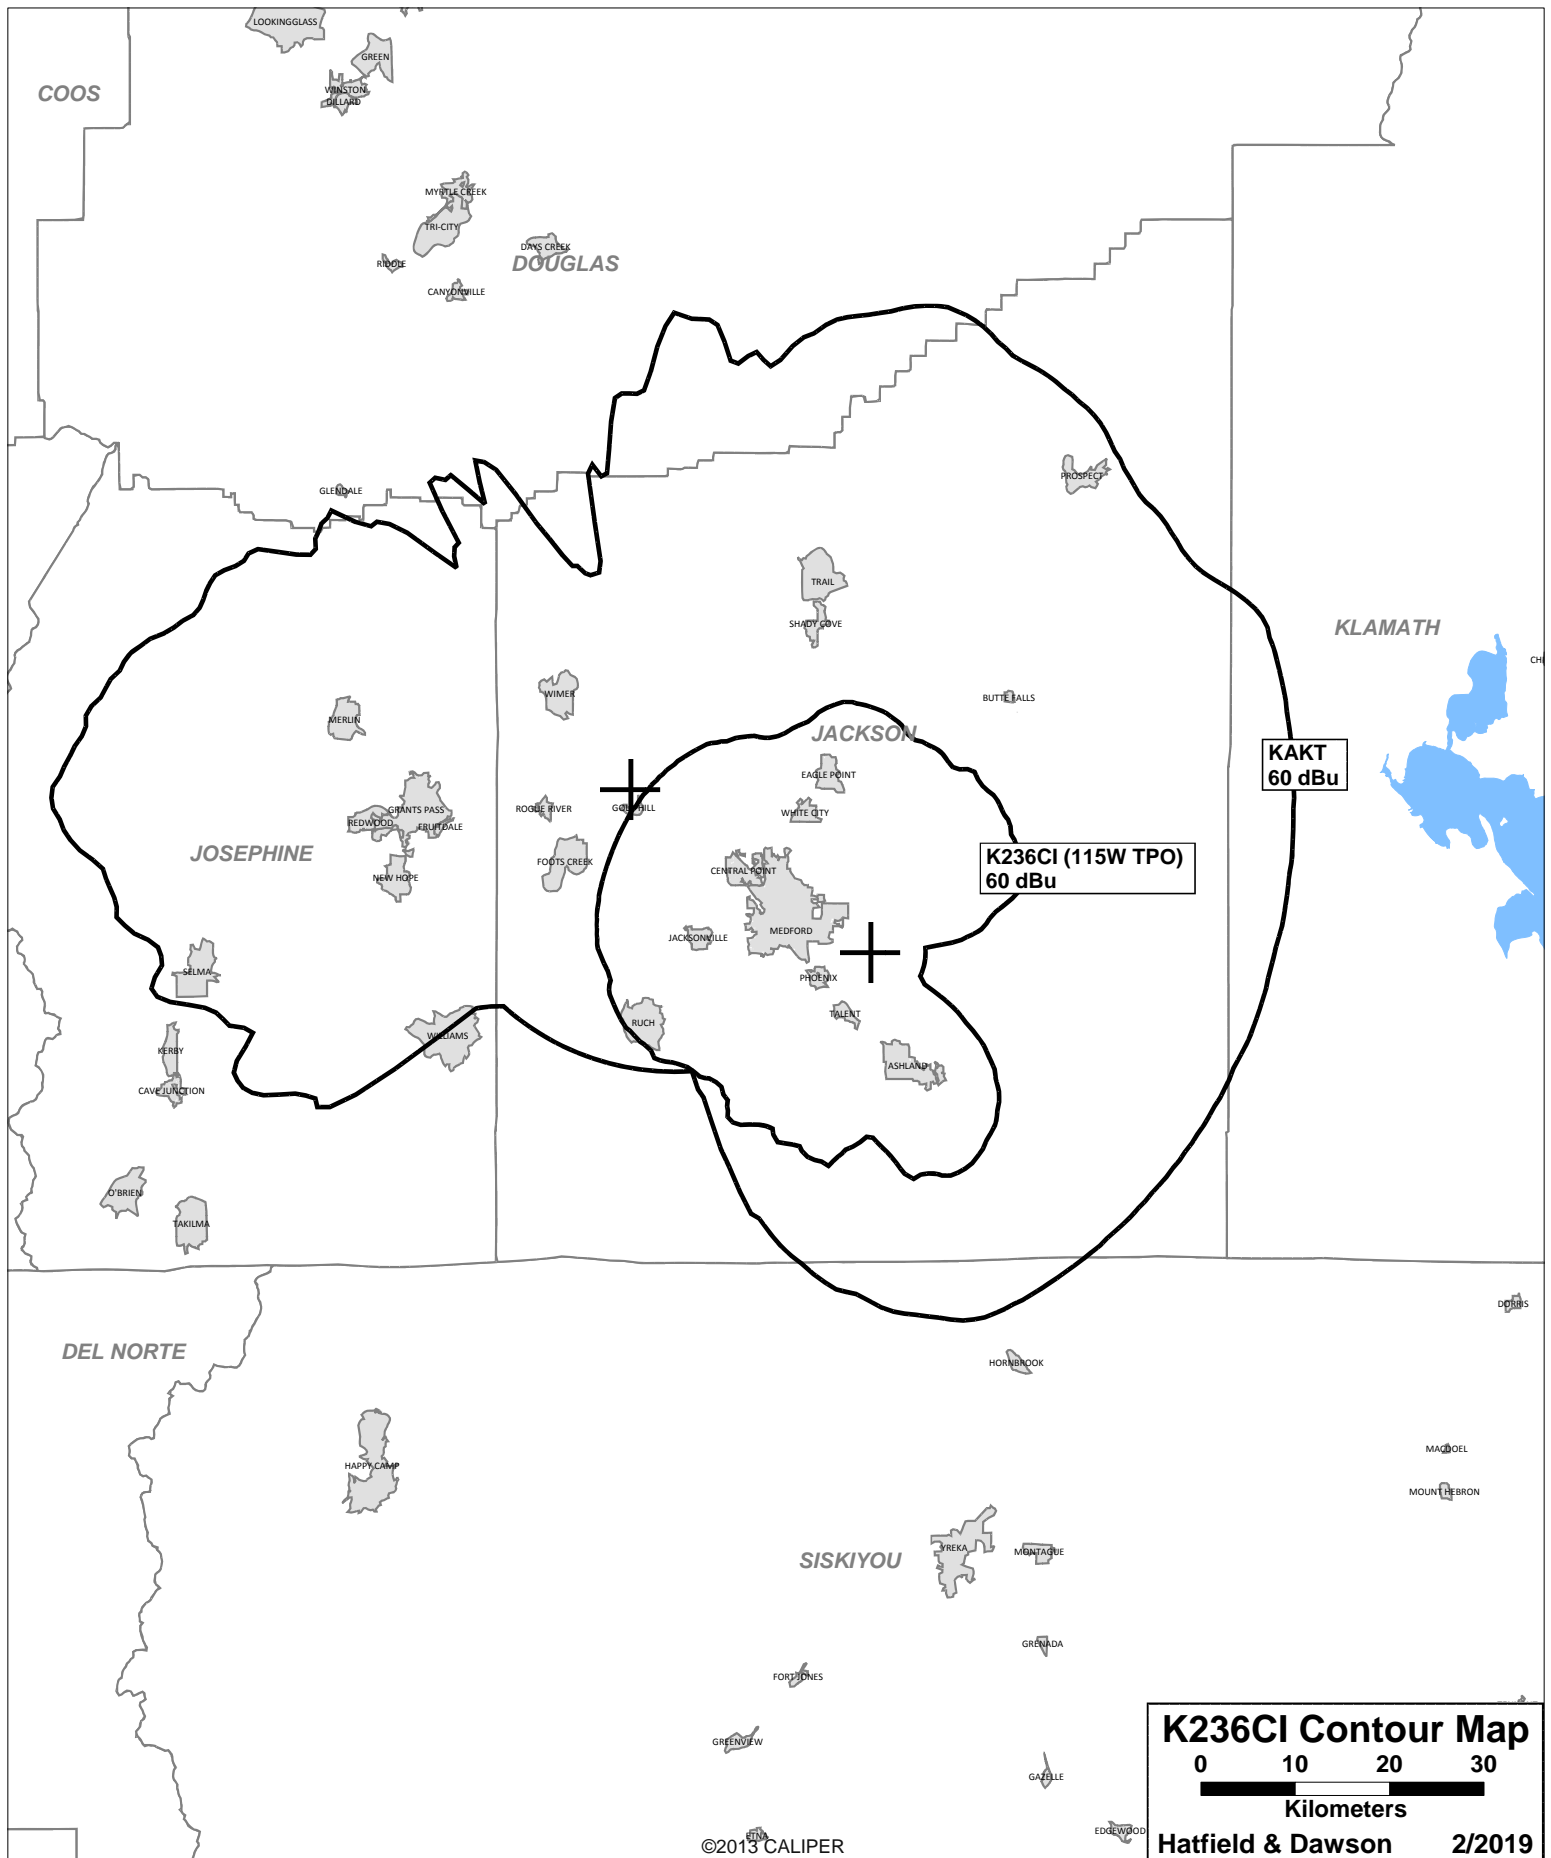 LOOKINGGLASS
GREEN
COOS
WINSTON
DILLARD
MYRTLE CREEK
TRI-CITY
DAYS CREEK
RIDDLE
DOUGLAS
CANYONVILLE
PROSPECT
GLENDALE
TRAIL
SHADY COVE
KLAMATH
WIMER
BUTTE FALLS
MERLIN
JACKSON
KAKT
60 dBu
EAGLE POINT
GRANTS PASS
ROGUE RIVER
GOLD HILL
WHITE CITY
REDWOOD
FRUITDALE
JOSEPHINE
FOOTS CREEK
K236CI (115W TPO)
60 dBu
CENTRAL POINT
NEW HOPE
MEDFORD
JACKSONVILLE
SELMA
PHOENIX
TALENT
RUCH
WILLIAMS
KERBY
ASHLAND
CAVE JUNCTION
O'BRIEN
TAKILMA
DORRIS
DEL NORTE
HORNBROOK
MACDOEL
HAPPY CAMP
MOUNT HEBRON
YREKA
MONTAGUE
SISKIYOU
GRENADA
FORT JONES
GREENVIEW
GAZELLE
EDGEWOOD
ETNA
©2013 CALIPER
K236CI Contour Map
0 10 20 30
Kilometers
Hatfield & Dawson 2/2019